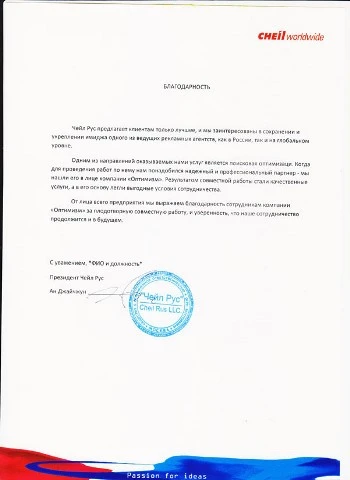 CHEIL worldwide
БЛАГОДАРНОСТЬ
Чейл Рус предлагает клиентам только лучшее, и мы заинтересованы в сохранении и
укреплении имиджа одного из ведущих рекламных агентств, как в России, так и на глобальном
уровне.
Одним из направлений оказываемых нами услуг является поисковая оптимизаци. Когда
для проведения работ по нему нам понадобился надежный и профессиональный партнер - мы
нашли его в лице компании «Оптимизм». Результатом совместной работы стали качественные
услуги, а в его основу легли выгодные условия сотрудничества.
От лица всего предприятия мы выражаем благодарность сотрудникам компании
«Оптимизм» за плодотворную совместную работу, и уверенность, что наше сотрудничество
продолжится и в будущем.
С уважением, "ФИО и должность"
Президент Чейл Рус
Ан Джайчжун
"Чейл Рус"
Cheil Rus LLC.
Passion for ideas